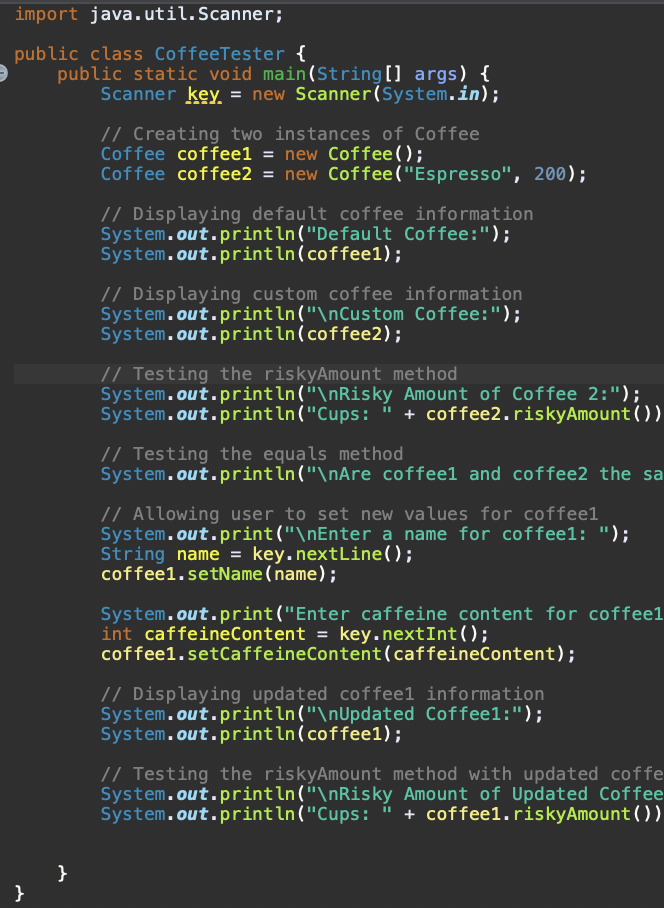 import java.util.Scanner;
public class CoffeeTester {
public static void main(String[] args) {
Scanner key = new Scanner(System.in);
// Creating two instances of Coffee
Coffee coffee1 = new Coffee();
Coffee coffee2 = new Coffee("Espresso", 200);
// Displaying default coffee information
System.out.println("Default Coffee:");
System.out.println(coffee1);
// Displaying custom coffee information
System.out.println("\nCustom Coffee:");
System.out.println(coffee2);
// Testing the riskyAmount method
System.out.println("\nRisky Amount of Coffee 2:");
System.out.println("Cups: " + coffee2.riskyAmount())
// Testing the equals method
System.out.println("\nAre coffee1 and coffee2 the sa
// Allowing user to set new values for coffee1
System.out.print("\nEnter a name for coffee1: ");
String name = key.nextLine();
coffee1.setName(name);
System.out.print("Enter caffeine content for coffee1
int caffeineContent = key.nextInt();
coffee1.setCaffeineContent(caffeineContent);
// Displaying updated coffee1 information
System.out.println("\nUpdated Coffee1:");
System.out.println(coffee1);
// Testing the riskyAmount method with updated coffe
System.out.println("\nRisky Amount of Updated Coffee
System.out.println("Cups: " + coffee1.riskyAmount())
}
}